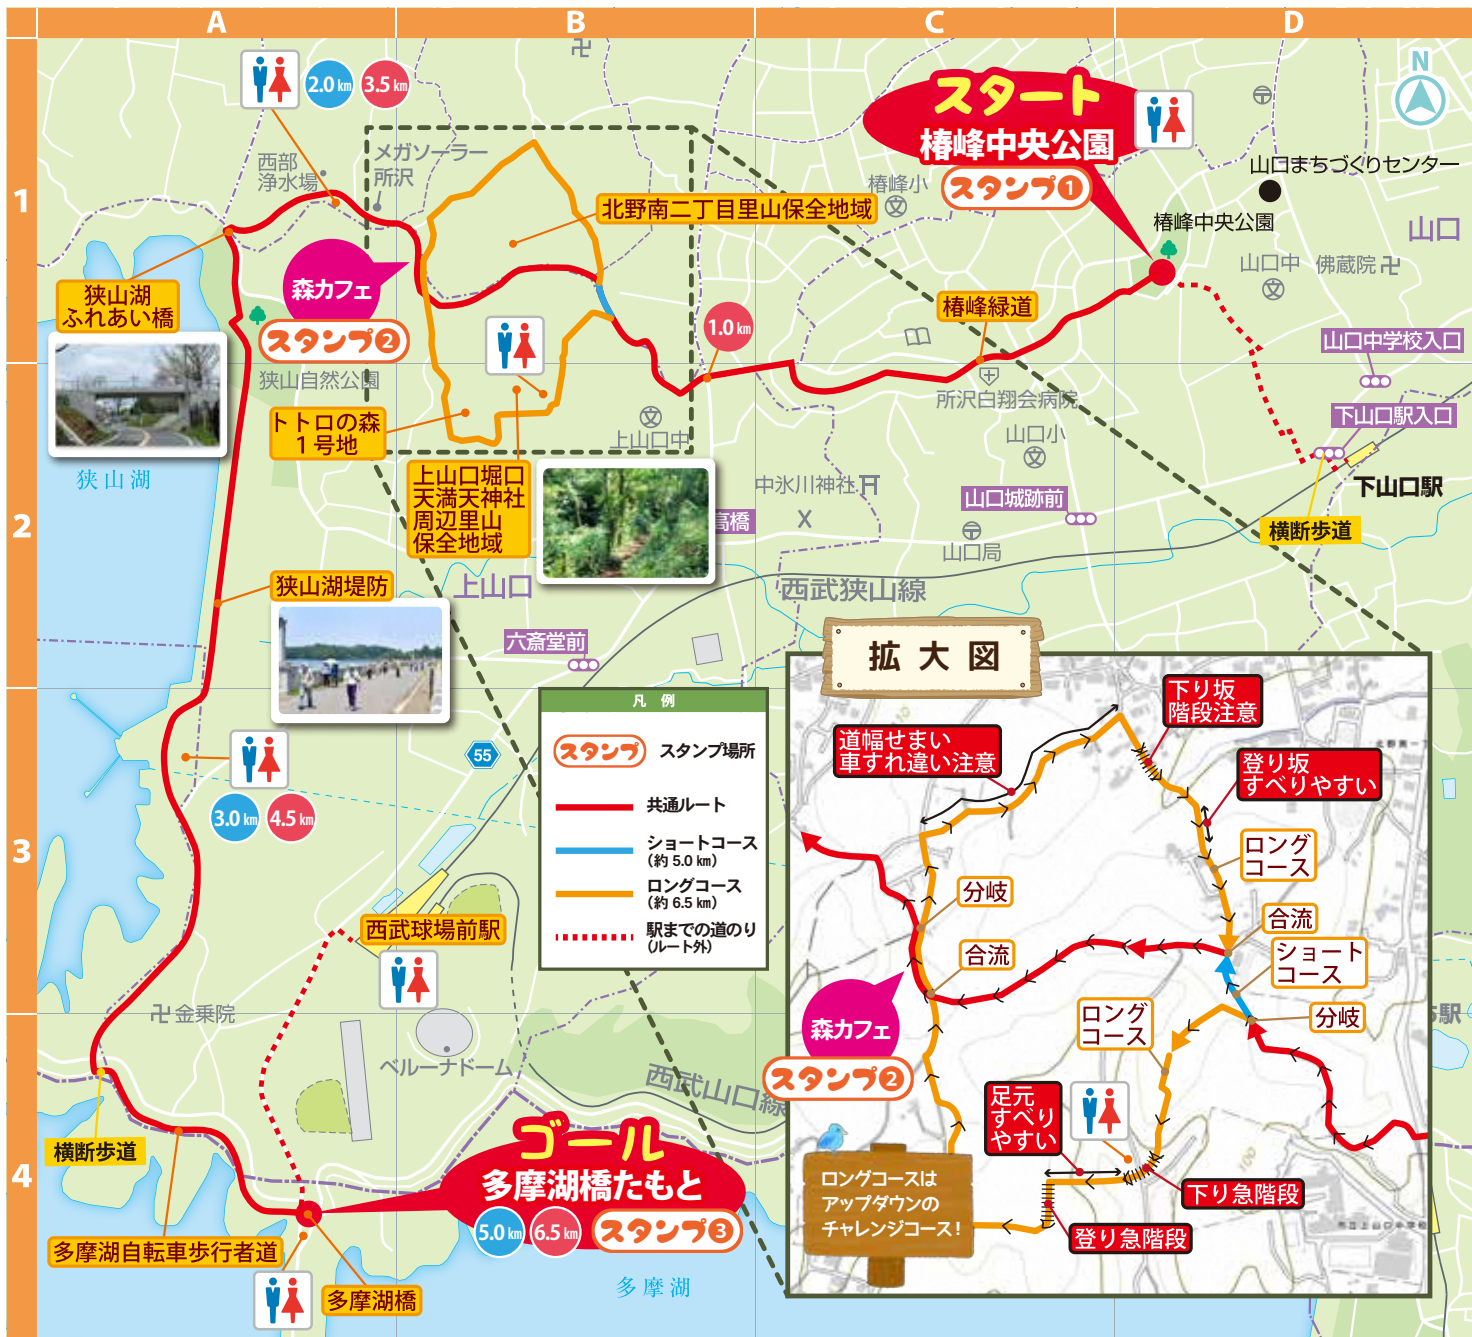 A
B
C
D
1
2
3
4
N
2.0 km
3.5 km
スタート
椿峰中央公園
スタンプ❶
西部
浄水場
メガソーラー
所沢
椿峰小
山口まちづくりセンター
椿峰中央公園
山口
北野南二丁目里山保全地域
山口中
佛蔵院
狭山湖
ふれあい橋
森カフェ
スタンプ❷
1.0 km
椿峰緑道
山口中学校入口
狭山自然公園
所沢白翔会病院
下山口駅入口
トトロの森
1号地
上山口中
山口小
下山口駅
狭山湖
上山口堀口
天満天神社
周辺里山
保全地域
高橋
中氷川神社
山口城跡前
山口局
横断歩道
狭山湖堤防
上山口
西武狭山線
六斎堂前
拡大図
凡例
スタンプ スタンプ場所
共通ルート
ショートコース
(約 5.0 km)
ロングコース
(約 6.5 km)
駅までの道のり
(ルート外)
55
3.0 km
4.5 km
西武球場前駅
金乗院
ベルーナドーム
西武山口線
横断歩道
ゴール
多摩湖橋たもと
5.0 km
6.5 km
スタンプ❸
多摩湖自転車歩行者道
多摩湖橋
多摩湖
下り坂
階段注意
道幅せまい
車すれ違い注意
登り坂
すべりやすい
ロング
コース
分岐
合流
合流
ショート
コース
分岐
ロング
コース
森カフェ
スタンプ❷
足元
すべり
やすい
下り急階段
登り急階段
ロングコースは
アップダウンの
チャレンジコース！
駅